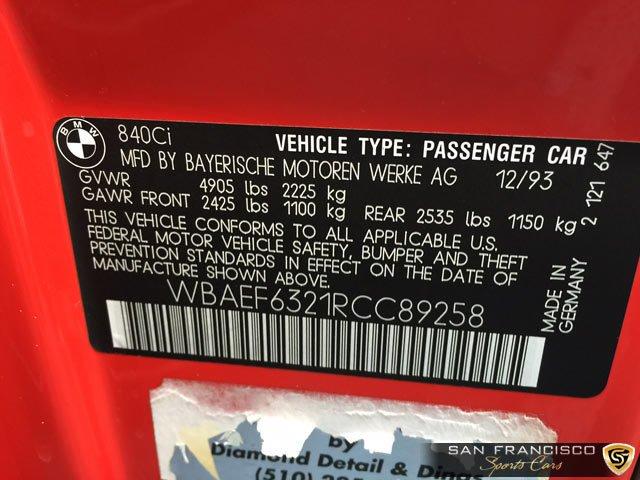 BMW
840Ci
VEHICLE TYPE: PASSENGER CAR
MFD BY BAYERISCHE MOTOREN WERKE AG 12/93
GVWR 4905 lbs 2225 kg
GAWR FRONT 2425 lbs 1100 kg REAR 2535 lbs 1150 kg
THIS VEHICLE CONFORMS TO ALL APPLICABLE U.S.
FEDERAL MOTOR VEHICLE SAFETY, BUMPER AND THEFT
PREVENTION STANDARDS IN EFFECT ON THE DATE OF
MANUFACTURE SHOWN ABOVE.
WBAEF6321RCC89258
MADE IN
GERMANY
2 121 647
by
Diamond Detail & Dings
(510)
SAN FRANCISCO
Sports Cars